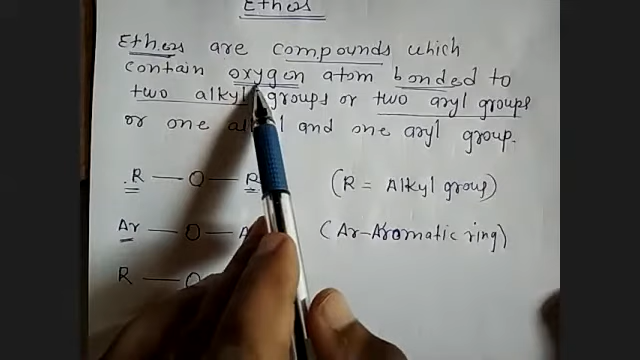 Ethers
Ethers are compounds which
contain oxygen atom bonded to
two alkyl groups or two aryl groups
or one and one aryl group.
R — O — R (R = Alkyl group)
Ar — O — (Ar-Aromatic ring)
R — O